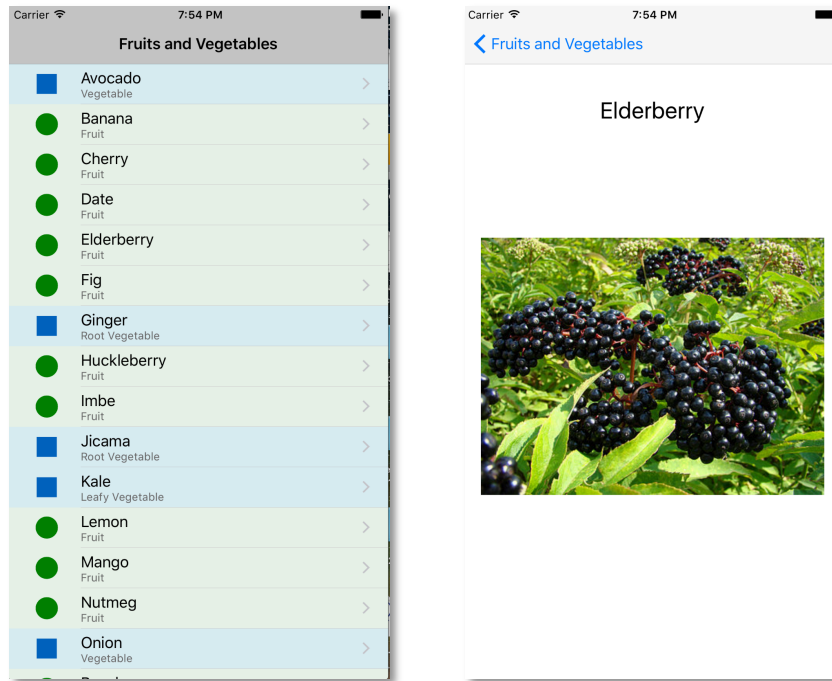 Carrier 7:54 PM
Fruits and Vegetables
Avocado
Vegetable
Banana
Fruit
Cherry
Fruit
Date
Fruit
Elderberry
Fruit
Fig
Fruit
Ginger
Root Vegetable
Huckleberry
Fruit
Imbe
Fruit
Jicama
Root Vegetable
Kale
Leafy Vegetable
Lemon
Fruit
Mango
Fruit
Nutmeg
Fruit
Onion
Vegetable
Carrier 7:54 PM
Fruits and Vegetables
Elderberry